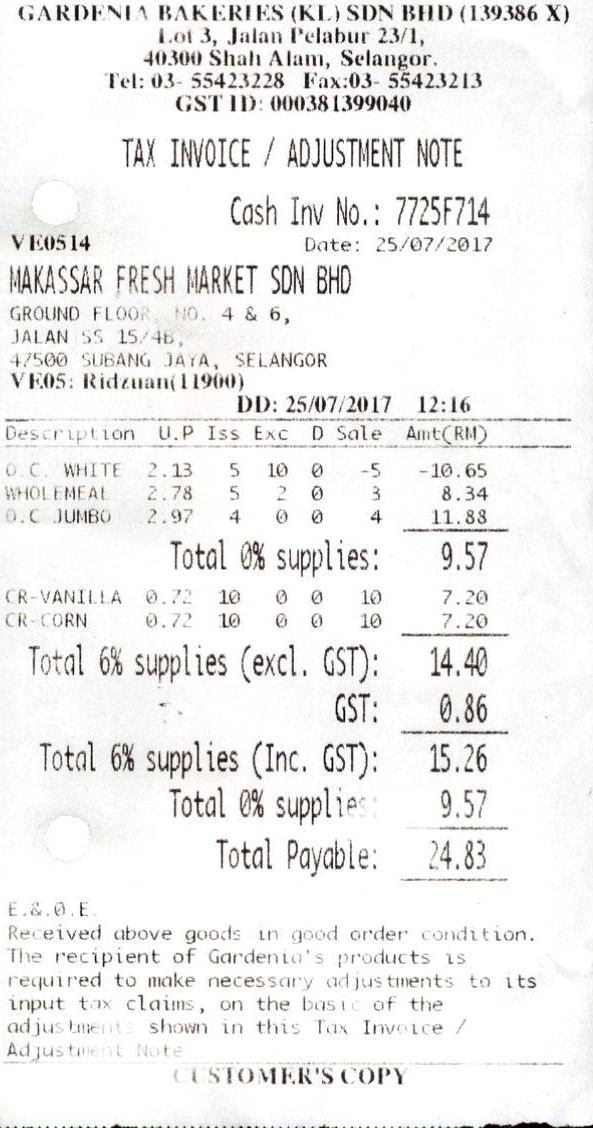 GARDENIA BAKERIES (KL) SDN BHD (139386 X)
Lot 3, Jalan Pelabur 23/1,
40300 Shah Alam, Selangor.
Tel: 03- 55423228 Fax:03- 55423213
GST ID: 000381399040
TAX INVOICE / ADJUSTMENT NOTE
Cash Inv No.: 7725F714
VE0514 Date: 25/07/2017
MAKASSAR FRESH MARKET SDN BHD
GROUND FLOOR, NO. 4 & 6,
JALAN SS 15/4B,
47500 SUBANG JAYA, SELANGOR
VE05: Ridzuan(11900)
DD: 25/07/2017 12:16
Description U.P Iss Exc D Sale Amt(RM)
O.C. WHITE 2.13 5 10 0 -5 -10.65
WHOLEMEAL 2.78 5 2 0 3 8.34
O.C JUMBO 2.97 4 0 0 4 11.88
Total 0% supplies: 9.57
CR-VANILLA 0.72 10 0 0 10 7.20
CR-CORN 0.72 10 0 0 10 7.20
Total 6% supplies (excl. GST): 14.40
GST: 0.86
Total 6% supplies (Inc. GST): 15.26
Total 0% supplies: 9.57
Total Payable: 24.83
E.&.O.E.
Received above goods in good order condition.
The recipient of Gardenia's products is
required to make necessary adjustments to its
input tax claims, on the basis of the
adjustments shown in this Tax Invoice /
Adjustment Note
CUSTOMER'S COPY